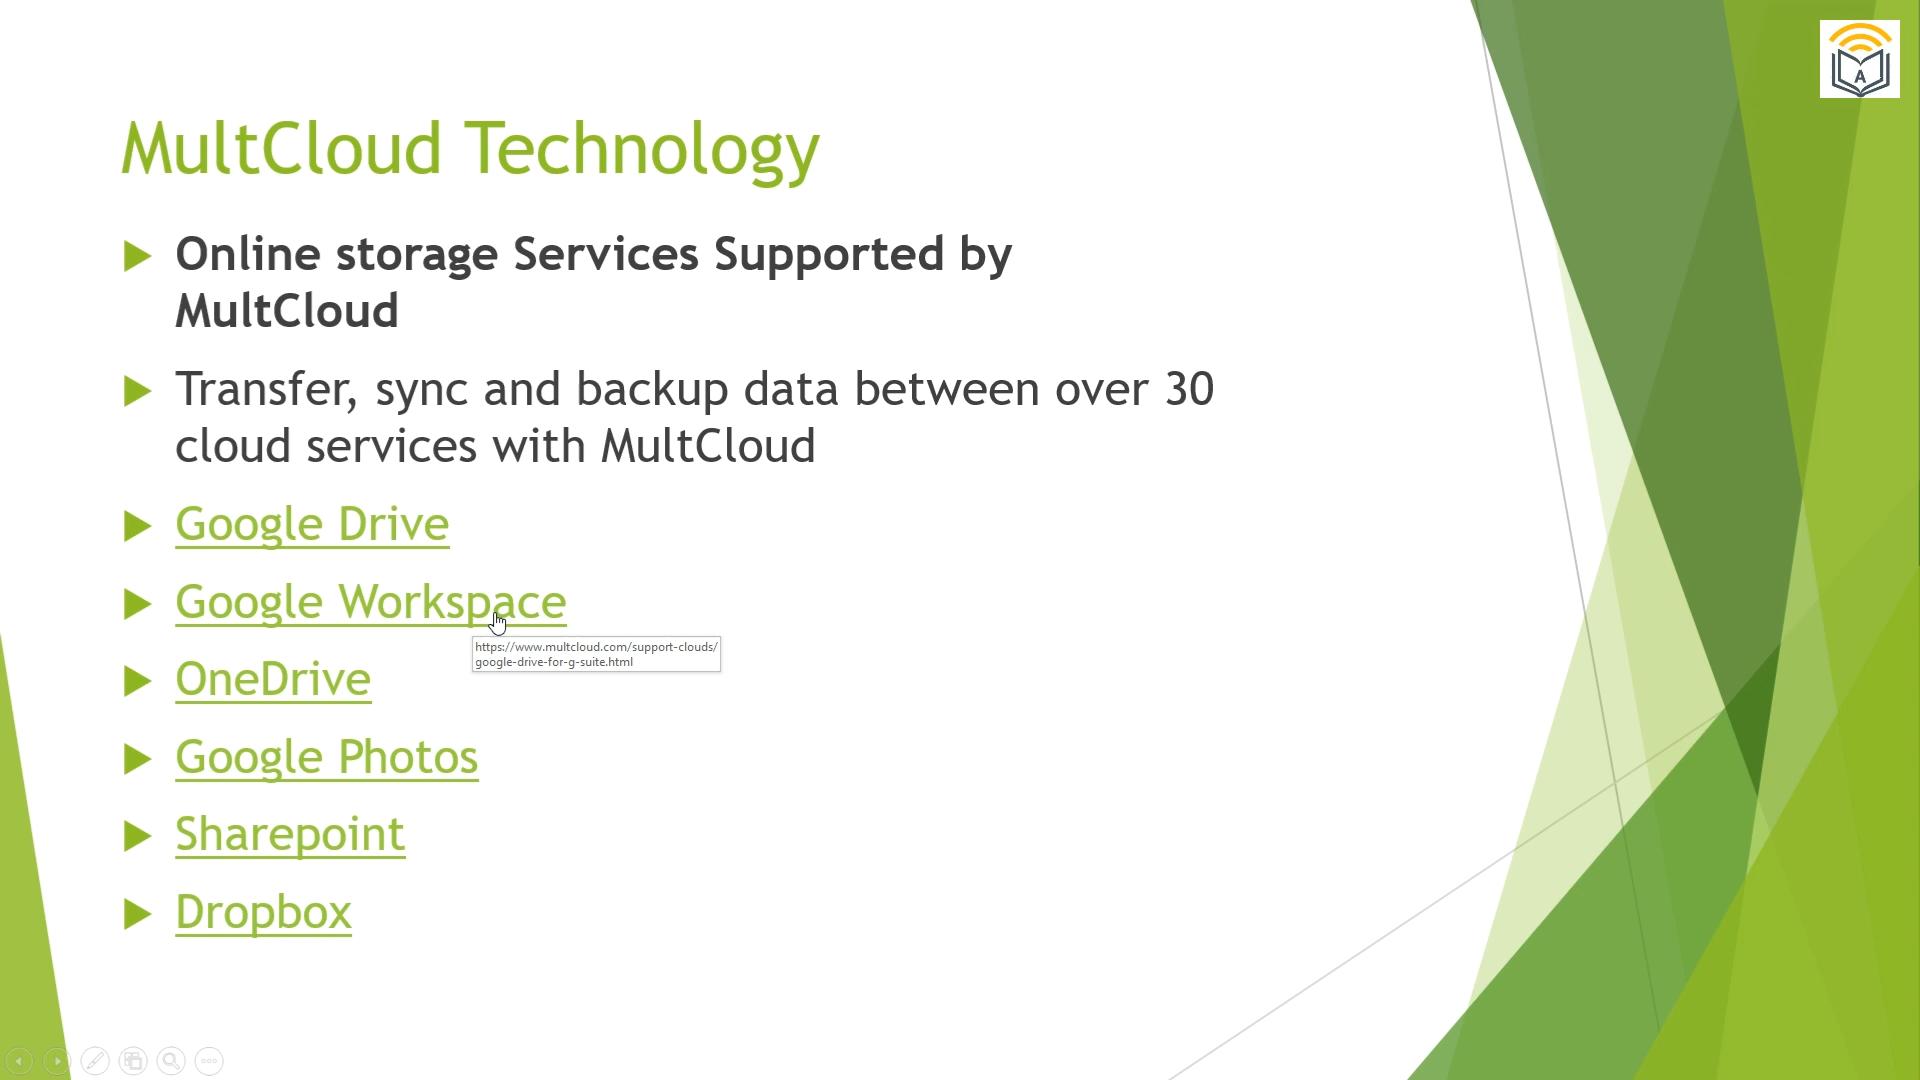 A
MultCloud Technology
Online storage Services Supported by
MultCloud
Transfer, sync and backup data between over 30
cloud services with MultCloud
Google Drive
Google Workspace
https://www.multcloud.com/support-clouds/
google-drive-for-g-suite.html
OneDrive
Google Photos
Sharepoint
Dropbox